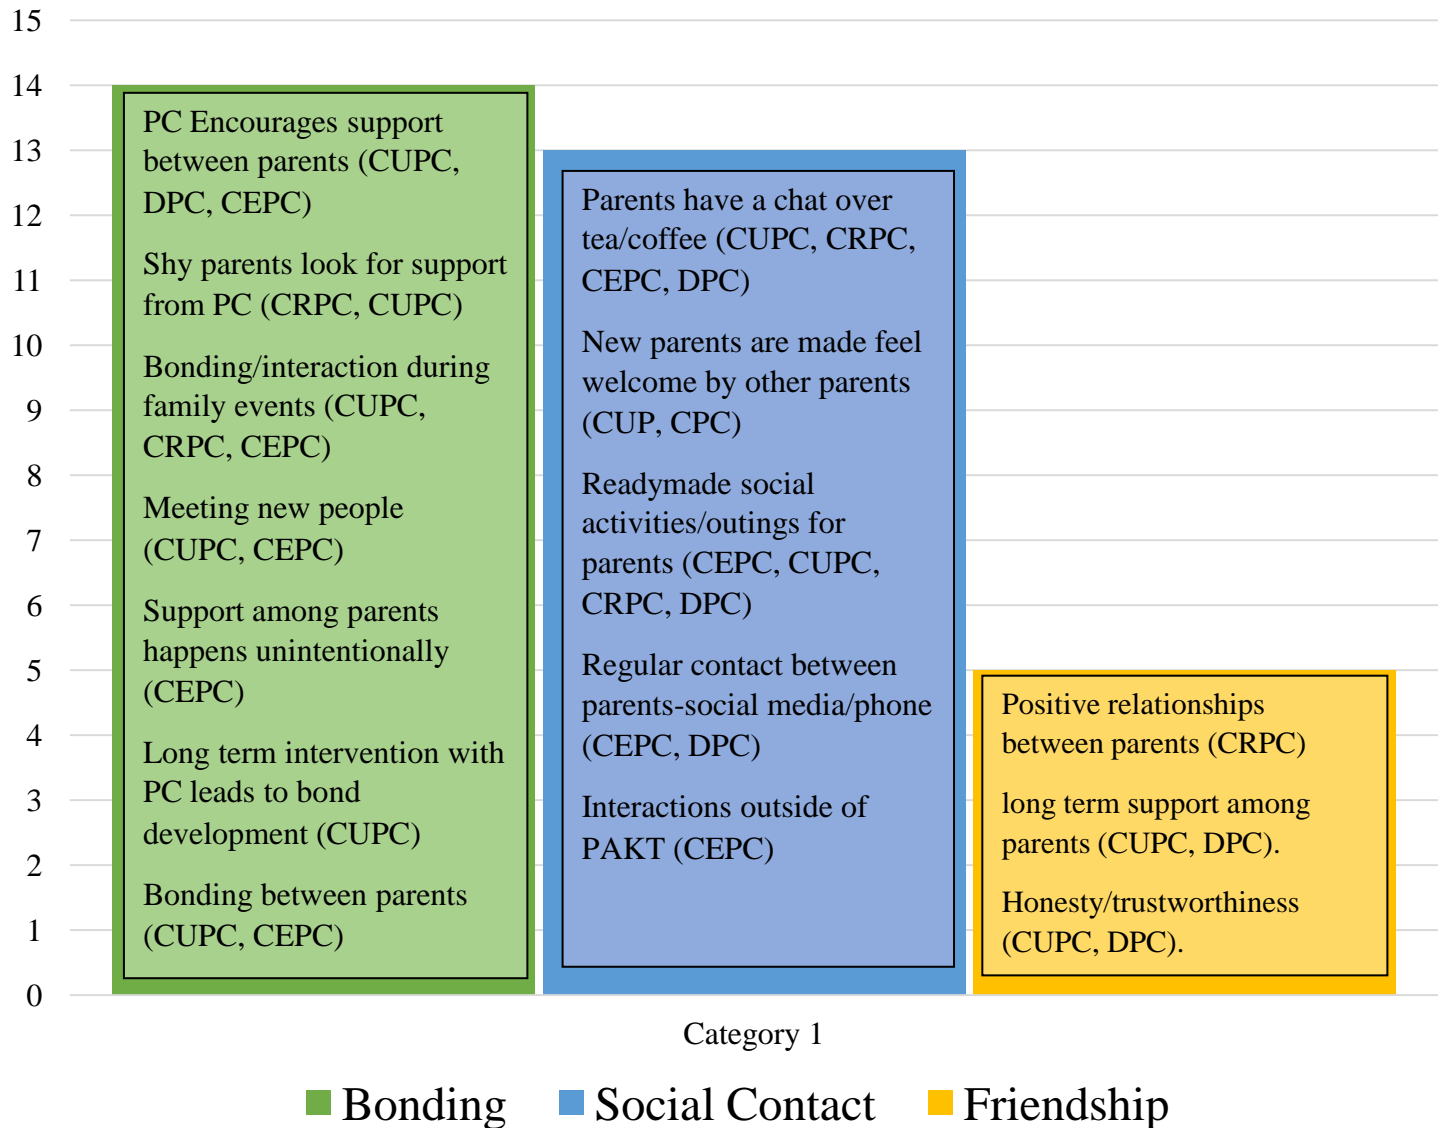 15
14
13
12
11
10
9
8
7
6
5
4
3
2
1
0
PC Encourages support
between parents (CUPC,
DPC, CEPC)
Shy parents look for support
from PC (CRPC, CUPC)
Bonding/interaction during
family events (CUPC,
CRPC, CEPC)
Meeting new people
(CUPC, CEPC)
Support among parents
happens unintentionally
(CEPC)
Long term intervention with
PC leads to bond
development (CUPC)
Bonding between parents
(CUPC, CEPC)
Parents have a chat over
tea/coffee (CUPC, CRPC,
CEPC, DPC)
New parents are made feel
welcome by other parents
(CUP, CPC)
Readymade social
activities/outings for
parents (CEPC, CUPC,
CRPC, DPC)
Regular contact between
parents-social media/phone
(CEPC, DPC)
Interactions outside of
PAKT (CEPC)
Positive relationships
between parents (CRPC)
long term support among
parents (CUPC, DPC).
Honesty/trustworthiness
(CUPC, DPC).
Category 1
Bonding Social Contact Friendship